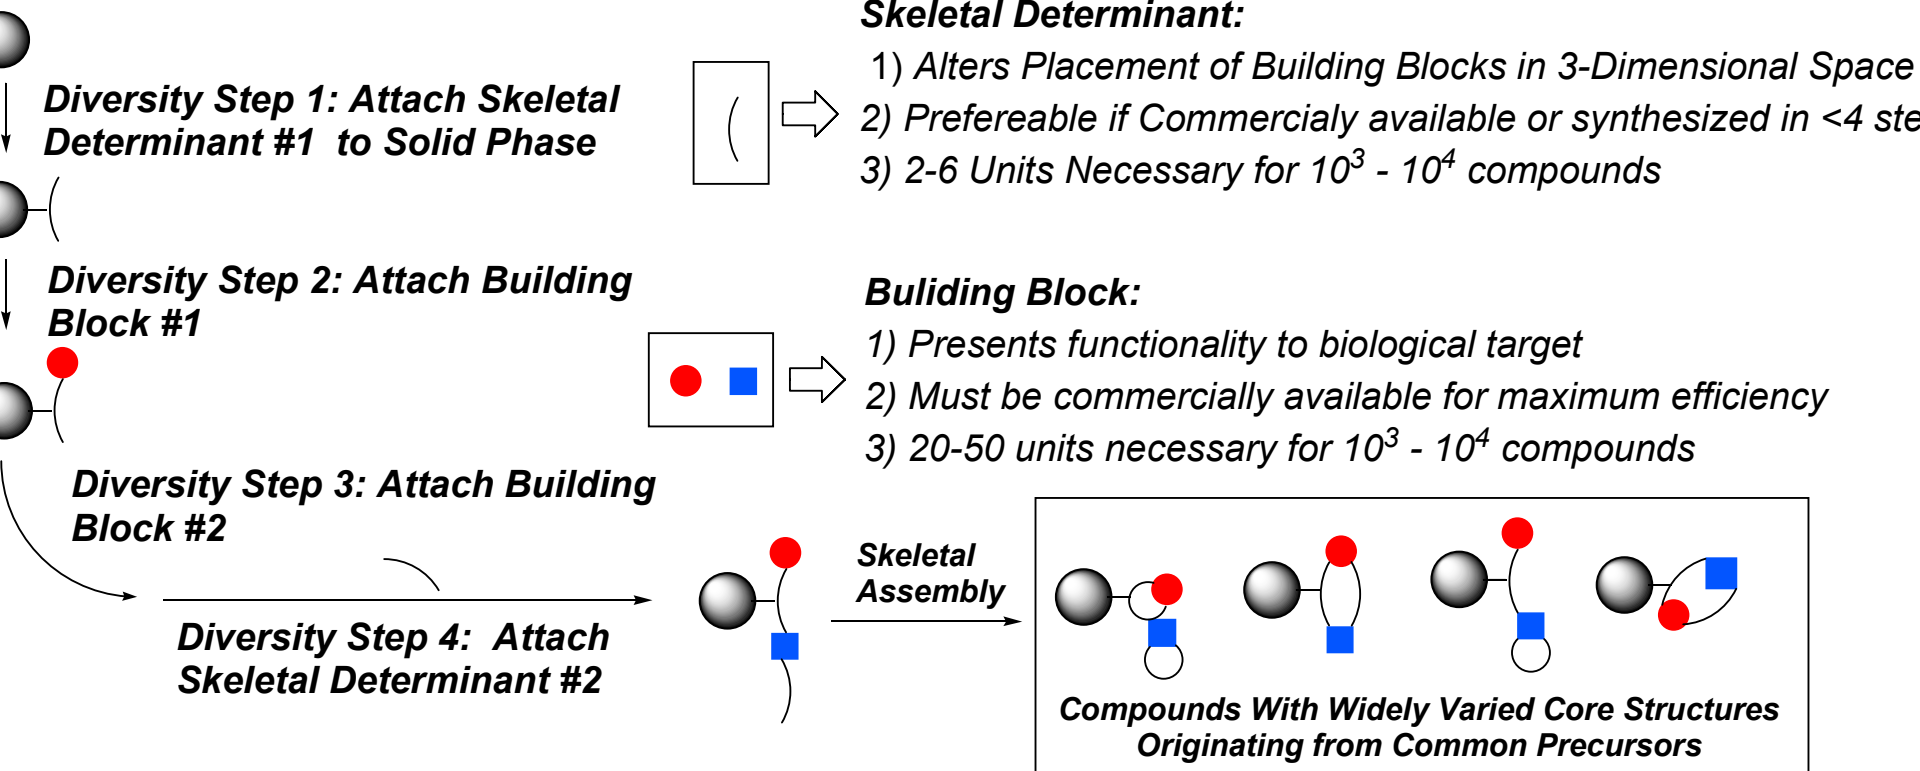 Skeletal Determinant:
1) Alters Placement of Building Blocks in 3-Dimensional Space
Diversity Step 1: Attach Skeletal
Determinant #1 to Solid Phase
2) Prefereable if Commercialy available or synthesized in <4 ste
3) 2-6 Units Necessary for 10³ - 10⁴ compounds
Diversity Step 2: Attach Building
Block #1
Buliding Block:
1) Presents functionality to biological target
2) Must be commercially available for maximum efficiency
3) 20-50 units necessary for 10³ - 10⁴ compounds
Diversity Step 3: Attach Building
Block #2
Diversity Step 4: Attach
Skeletal Determinant #2
Skeletal
Assembly
Compounds With Widely Varied Core Structures
Originating from Common Precursors